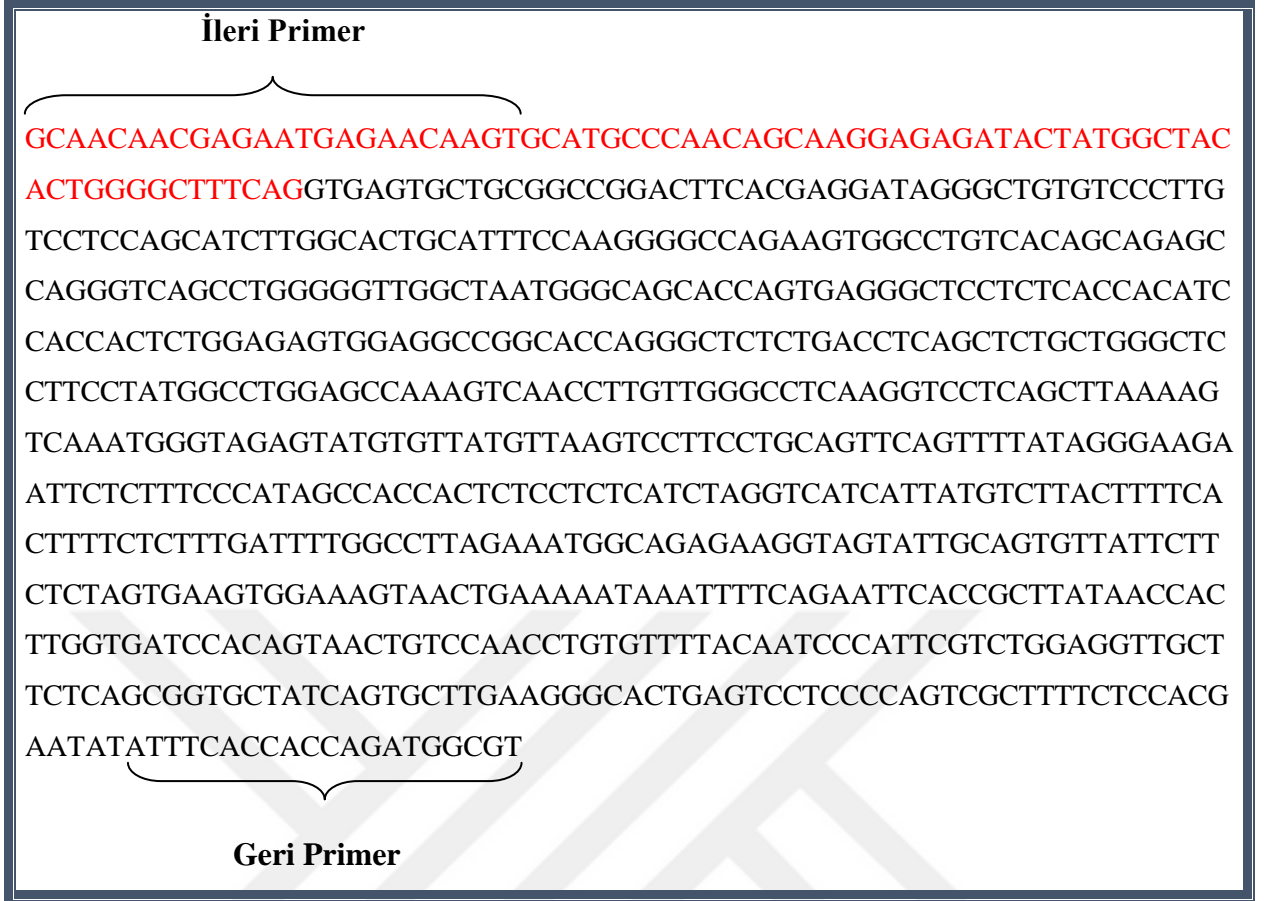 İleri Primer
GCAACAACGAGAATGAGAACAAGTGCATGCCCAACAGCAAGGAGAGATACTATGGCTAC
ACTGGGGCTTTCAGGTGAGTGCTGCGGCCGGACTTCACGAGGATAGGGCTGTGTCCCTTG
TCCTCCAGCATCTTGGCACTGCATTTCCAAGGGGCCAGAAGTGGCCTGTCACAGCAGAGC
CAGGGTCAGCCTGGGGGTTGGCTAATGGGCAGCACCAGTGAGGGCTCCTCTCACCACATC
CACCACTCTGGAGAGTGGAGGCCGGCACCAGGGCTCTCTGACCTCAGCTCTGCTGGGCTC
CTTCCTATGGCCTGGAGCCAAAGTCAACCTTGTTGGGCCTCAAGGTCCTCAGCTTAAAAG
TCAAATGGGTAGAGTATGTGTTATGTTAAGTCCTTCCTGCAGTTCAGTTTTATAGGGAAGA
ATTCTCTTTCCCATAGCCACCACTCTCCTCTCATCTAGGTCATCATTATGTCTTACTTTTCA
CTTTTCTCTTTGATTTTGGCCTTAGAAATGGCAGAGAAGGTAGTATTGCAGTGTTATTCTT
CTCTAGTGAAGTGGAAAGTAACTGAAAAATAAATTTTCAGAATTCACCGCTTATAACCAC
TTGGTGATCCACAGTAACTGTCCAACCTGTGTTTTACAATCCCATTCGTCTGGAGGTTGCT
TCTCAGCGGTGCTATCAGTGCTTGAAGGGCACTGAGTCCTCCCCAGTCGCTTTTCTCCACG
AATATATTTCACCACCAGATGGCGT
Geri Primer